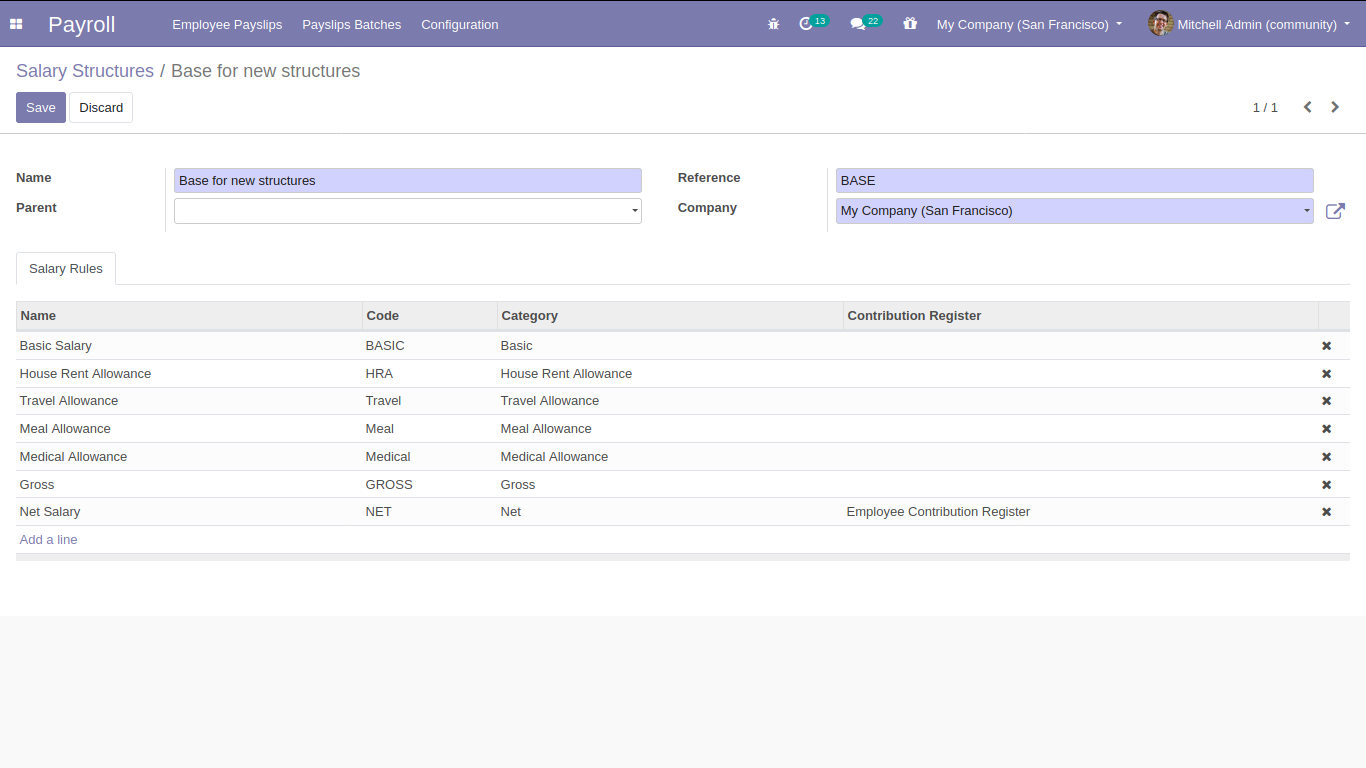 Payroll Employee Payslips Payslips Batches Configuration 13 22 My Company (San Francisco) Mitchell Admin (community)
Salary Structures / Base for new structures
Save Discard 1 / 1
Name Base for new structures Reference BASE
Parent Company My Company (San Francisco)
Salary Rules
Name Code Category Contribution Register
Basic Salary BASIC Basic
House Rent Allowance HRA House Rent Allowance
Travel Allowance Travel Travel Allowance
Meal Allowance Meal Meal Allowance
Medical Allowance Medical Medical Allowance
Gross GROSS Gross
Net Salary NET Net Employee Contribution Register
Add a line